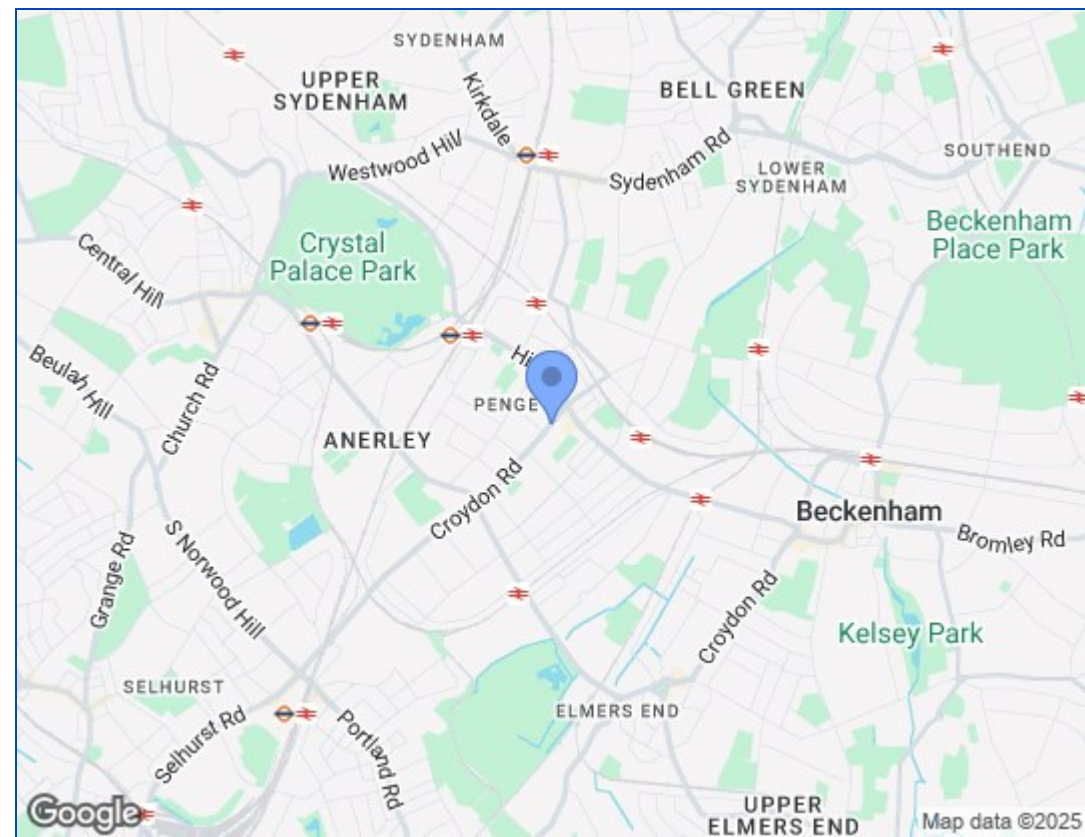 SYDENHAM
UPPER
SYDENHAM
Kirkdale
BELL GREEN
Westwood Hill
Sydenham Rd
LOWER
SYDENHAM
SOUTHEND
Crystal
Palace Park
Beckenham
Place Park
Central Hill
Beulah Hill
Church Rd
PENGE
ANERLEY
Croydon Rd
Beckenham
Bromley Rd
Grange Rd
S Norwood Hill
Croydon Rd
Kelsey Park
SELHURST
Selhurst Rd
Portland Rd
ELMERS END
UPPER
ELMERS END
Google
Map data ©2025